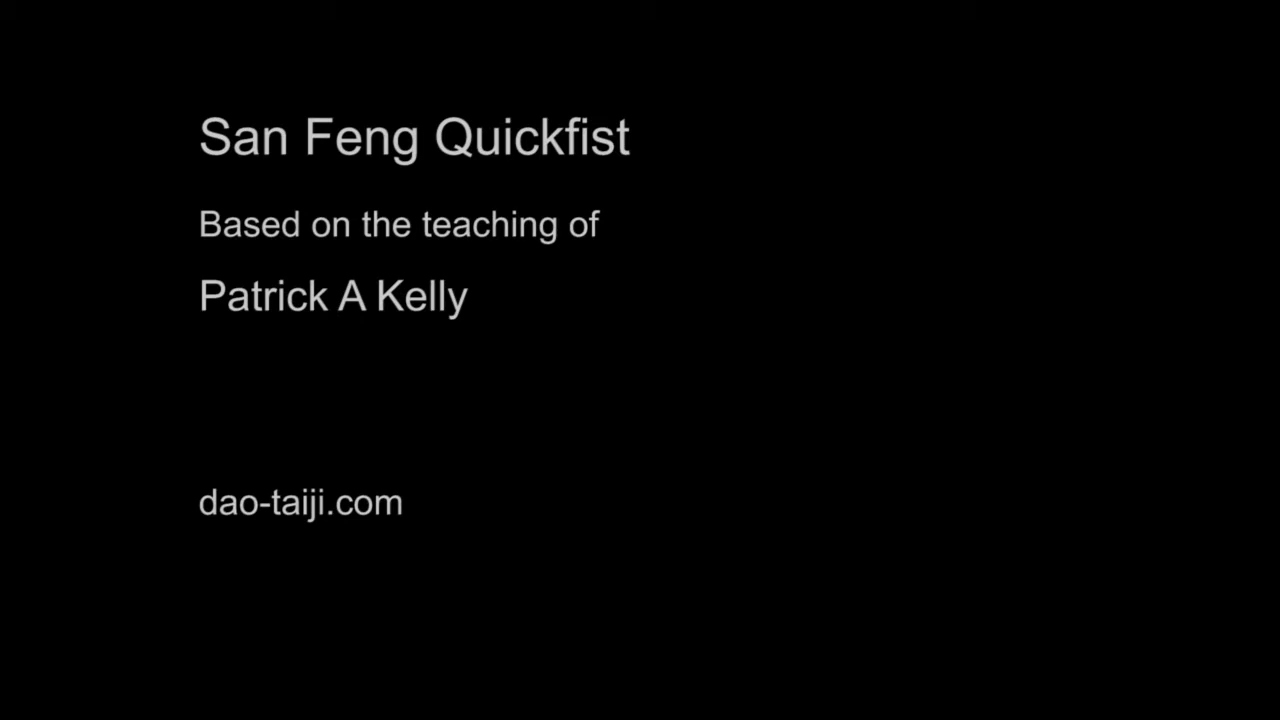 San Feng Quickfist
Based on the teaching of
Patrick A Kelly
dao-taiji.com